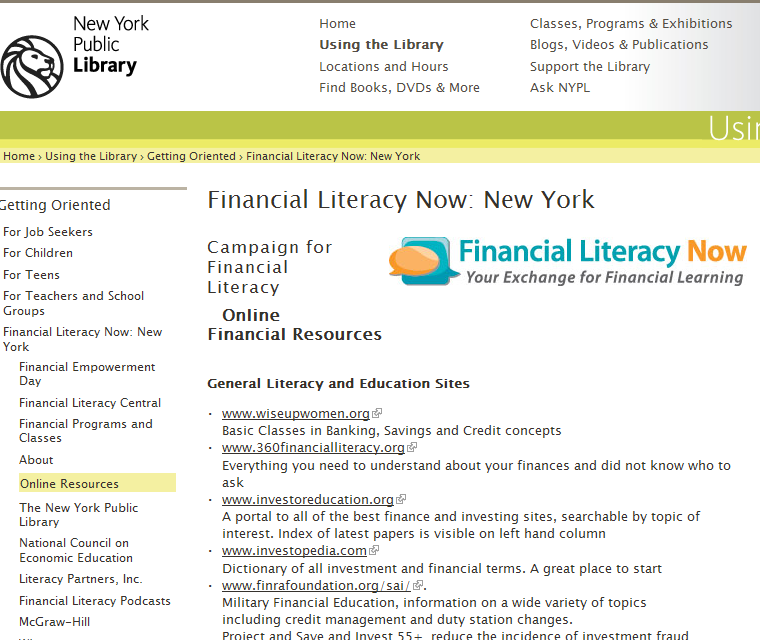 New York
Public
Library
Home
Using the Library
Locations and Hours
Find Books, DVDs & More
Classes, Programs & Exhibitions
Blogs, Videos & Publications
Support the Library
Ask NYPL
Usi
Home › Using the Library › Getting Oriented › Financial Literacy Now: New York
Getting Oriented
For Job Seekers
For Children
For Teens
For Teachers and School
Groups
Financial Literacy Now: New
York
Financial Empowerment
Day
Financial Literacy Central
Financial Programs and
Classes
About
Online Resources
The New York Public
Library
National Council on
Economic Education
Literacy Partners, Inc.
Financial Literacy Podcasts
McGraw-Hill
Financial Literacy Now: New York
Campaign for
Financial
Literacy
Financial Literacy Now
Your Exchange for Financial Learning
Online
Financial Resources
General Literacy and Education Sites
· www.wiseupwomen.org
Basic Classes in Banking, Savings and Credit concepts
· www.360financialliteracy.org
Everything you need to understand about your finances and did not know who to
ask
· www.investoreducation.org
A portal to all of the best finance and investing sites, searchable by topic of
interest. Index of latest papers is visible on left hand column
· www.investopedia.com
Dictionary of all investment and financial terms. A great place to start
· www.finrafoundation.org/sai/.
Military Financial Education, information on a wide variety of topics
including credit management and duty station changes.
Project and Save and Invest 55+, reduce the incidence of investment fraud